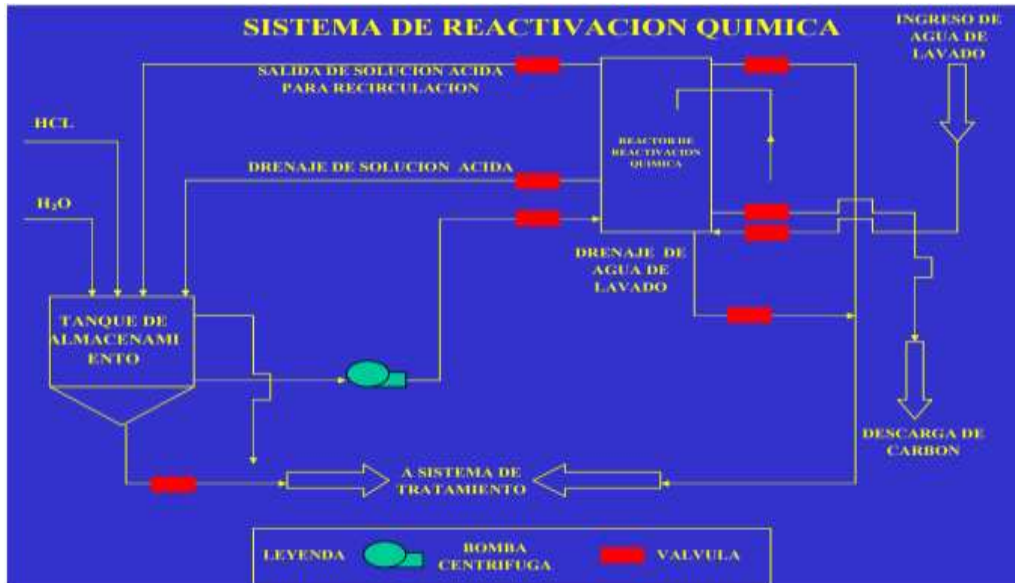 SISTEMA DE REACTIVACION QUIMICA
INGRESO DE
AGUA DE
LAVADO
SALIDA DE SOLUCION ACIDA
PARA RECIRCULACION
HCL
REACTOR DE
REACTIVACION
QUIMICA
DRENAJE DE SOLUCION ACIDA
H₂O
DRENAJE DE
AGUA DE
LAVADO
TANQUE DE
ALMACENAMI
ENTO
DESCARGA DE
CARBON
A SISTEMA DE
TRATAMIENTO
LEYENDA
BOMBA
CENTRIFUGA
VALVULA